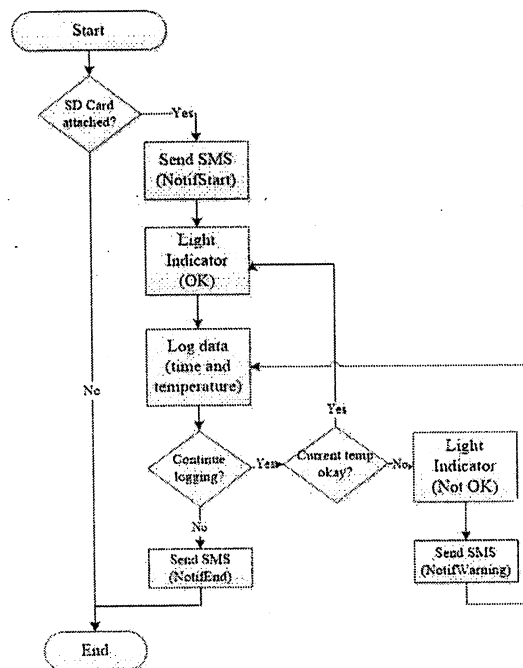 Start
SD Card
attached?
Yes
Send SMS
(NotifStart)
Light
Indicator
(OK)
Log data
(time and
temperature)
No
Yes
Continue
logging?
Yes
Current temp
okay?
No
Light
Indicator
(Not OK)
No
Send SMS
(NotifEnd)
Send SMS
(NotifWarning)
End